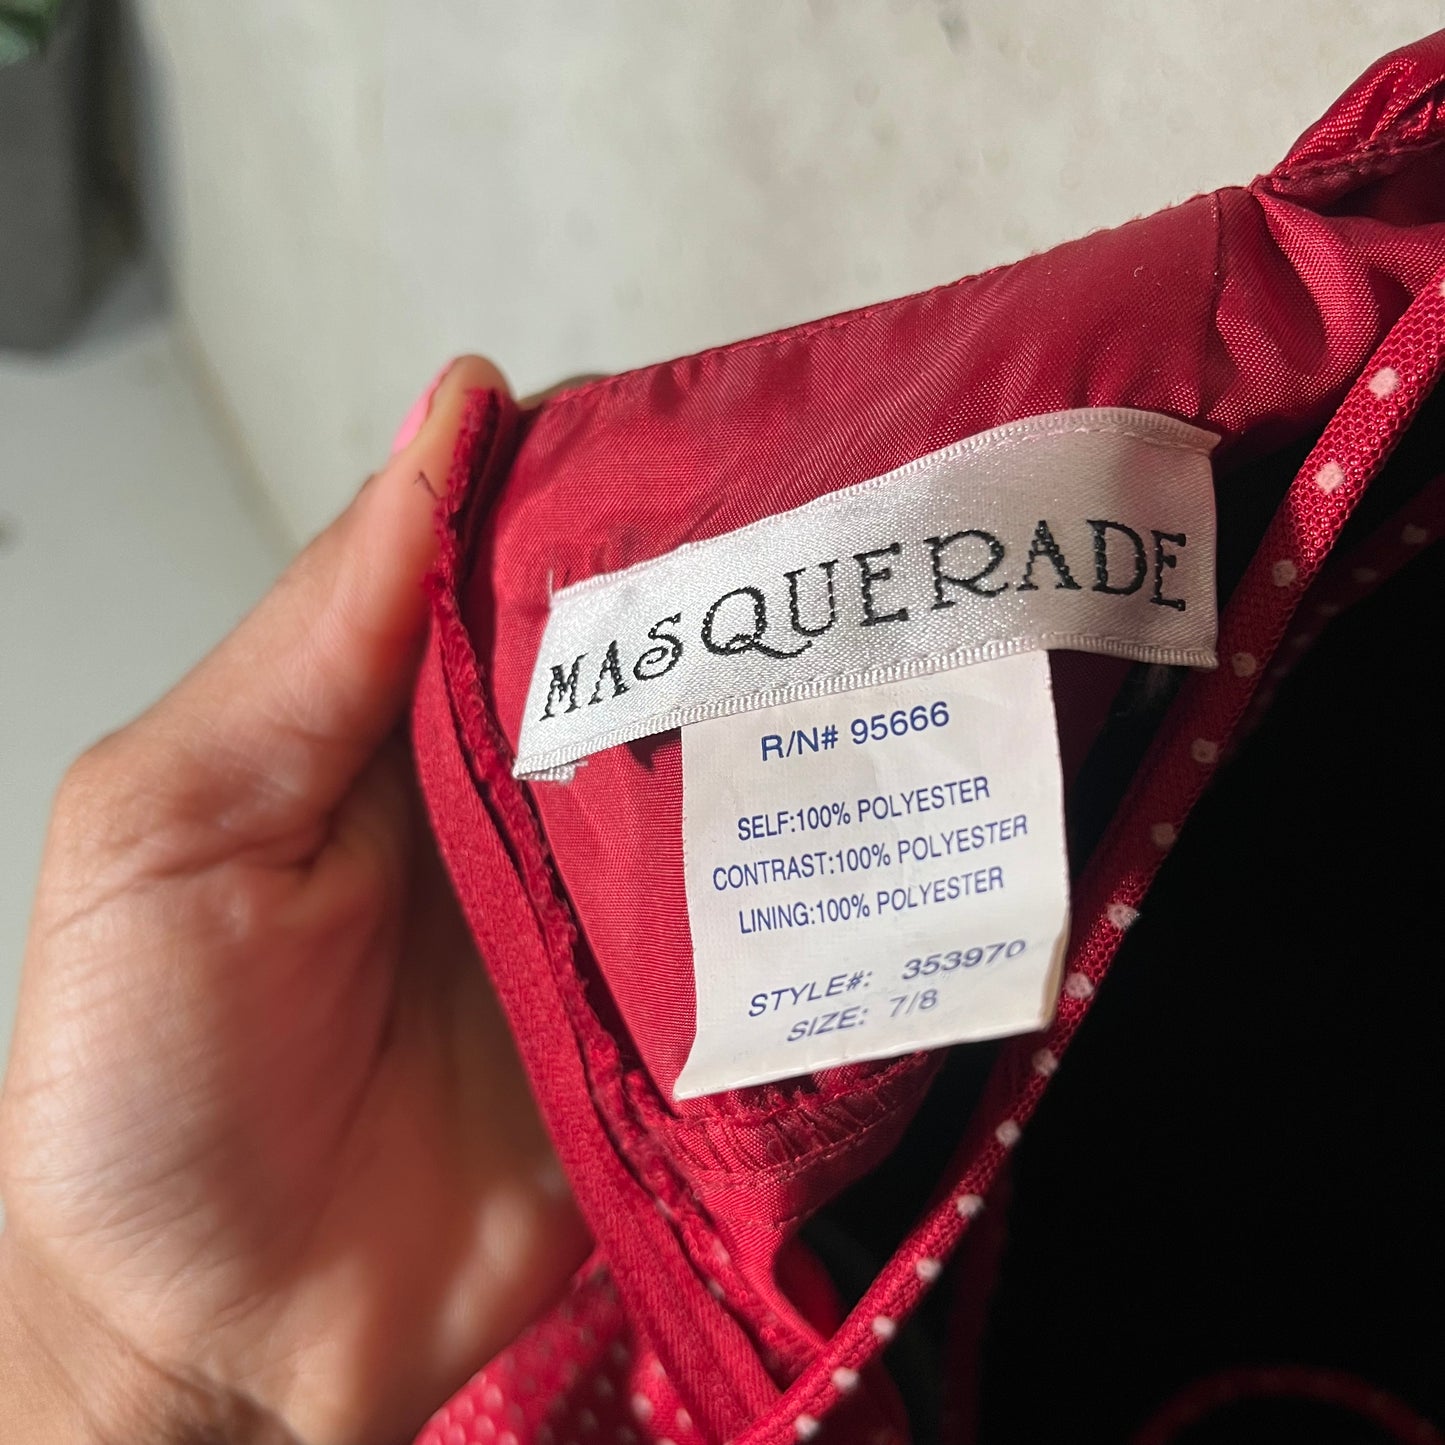 MASQUERADE
R/N# 95666
SELF:100% POLYESTER
CONTRAST:100% POLYESTER
LINING:100% POLYESTER
STYLE#: 353970
SIZE: 7/8